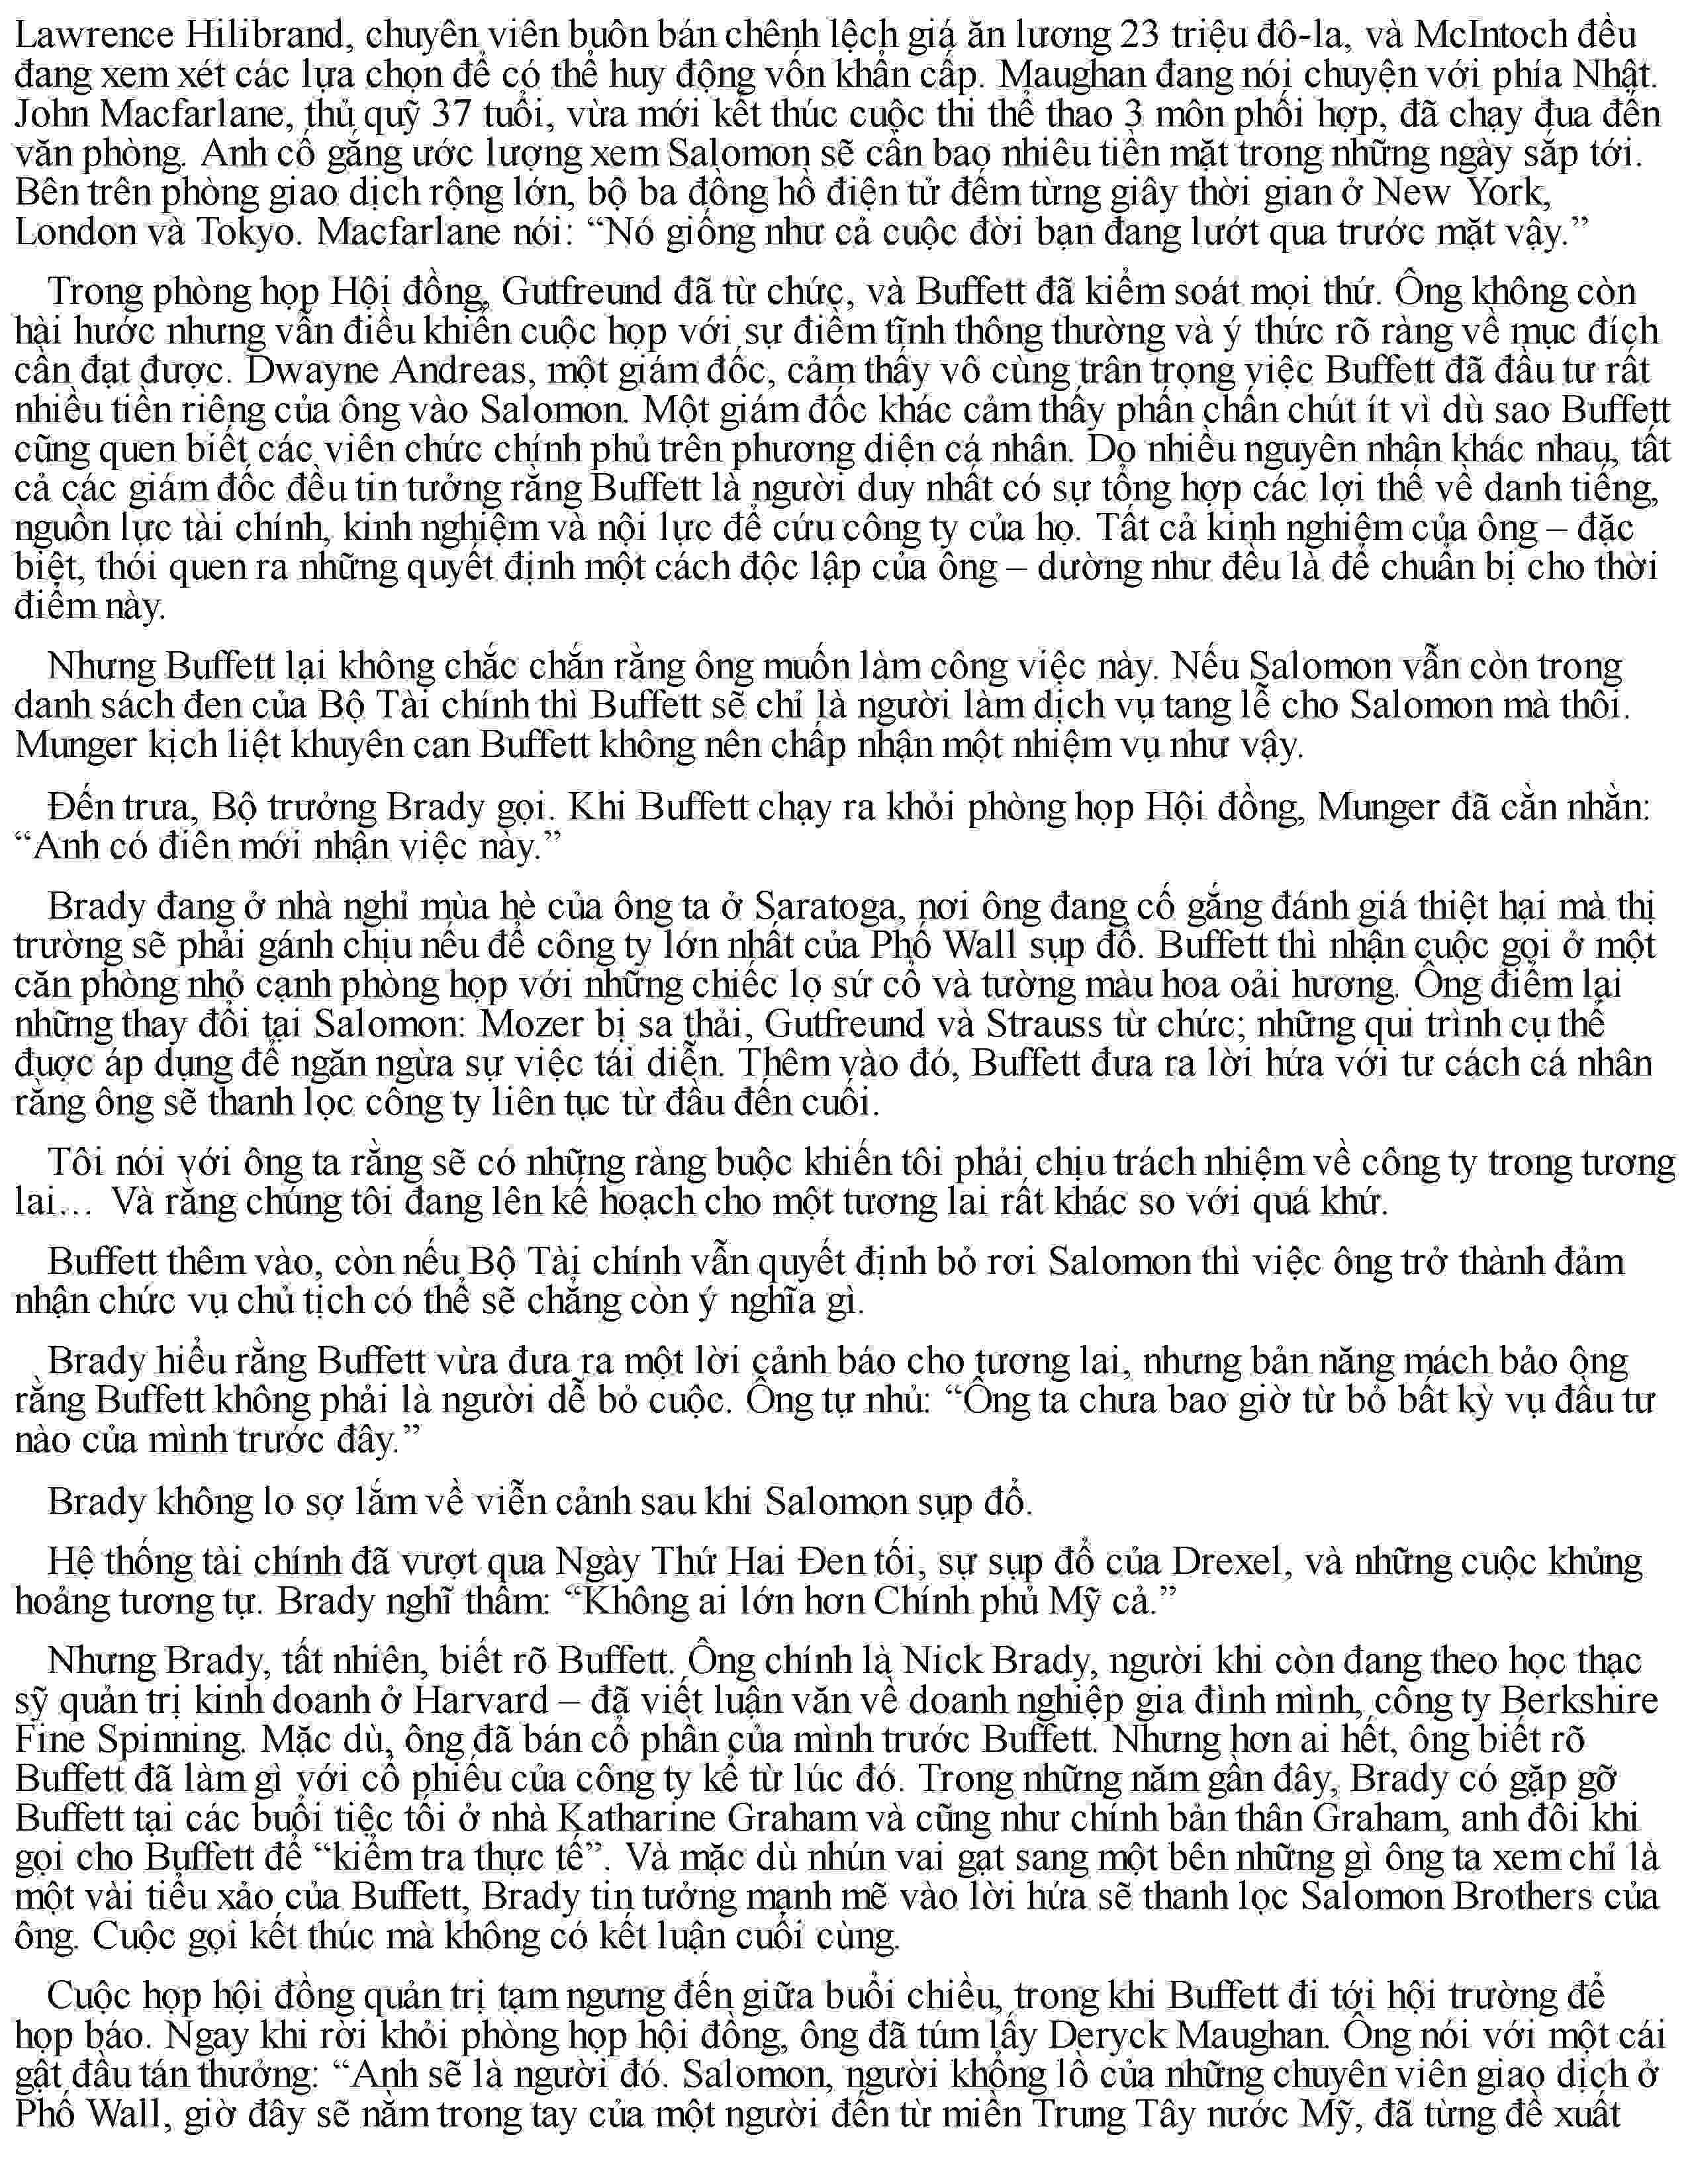 Lawrence Hilibrand, chuyên viên buôn bán chênh lệch giá ăn lương 23 triệu đô-la, và McIntoch đều
đang xem xét các lựa chọn để có thể huy động vốn khẩn cấp. Maughan đang nói chuyện với phía Nhật.
John Macfarlane, thủ quỹ 37 tuổi, vừa mới kết thúc cuộc thi thể thao 3 môn phối hợp, đã chạy đua đến
văn phòng. Anh cố gắng ước lượng xem Salomon sẽ cần bao nhiêu tiền mặt trong những ngày sắp tới.
Bên trên phòng giao dịch rộng lớn, bộ ba đồng hồ điện tử đếm từng giây thời gian ở New York,
London và Tokyo. Macfarlane nói: “Nó giống như cả cuộc đời bạn đang lướt qua trước mặt vậy.”
Trong phòng họp Hội đồng, Gutfreund đã từ chức, và Buffett đã kiểm soát mọi thứ. Ông không còn
hài hước nhưng vẫn điều khiển cuộc họp với sự điềm tĩnh thông thường và ý thức rõ ràng về mục đích
cần đạt được. Dwayne Andreas, một giám đốc, cảm thấy vô cùng trân trọng việc Buffett đã đầu tư rất
nhiều tiền riêng của ông vào Salomon. Một giám đốc khác cảm thấy phấn chấn chút ít vì dù sao Buffett
cũng quen biết các viên chức chính phủ trên phương diện cá nhân. Do nhiều nguyên nhân khác nhau, tất
cả các giám đốc đều tin tưởng rằng Buffett là người duy nhất có sự tổng hợp các lợi thế về danh tiếng,
nguồn lực tài chính, kinh nghiệm và nội lực để cứu công ty của họ. Tất cả kinh nghiệm của ông – đặc
biệt, thói quen ra những quyết định một cách độc lập của ông – dường như đều là để chuẩn bị cho thời
điểm này.
Nhưng Buffett lại không chắc chắn rằng ông muốn làm công việc này. Nếu Salomon vẫn còn trong
danh sách đen của Bộ Tài chính thì Buffett sẽ chỉ là người làm dịch vụ tang lễ cho Salomon mà thôi.
Munger kịch liệt khuyên can Buffett không nên chấp nhận một nhiệm vụ như vậy.
Đến trưa, Bộ trưởng Brady gọi. Khi Buffett chạy ra khỏi phòng họp Hội đồng, Munger đã cằn nhằn:
“Anh có điên mới nhận việc này.”
Brady đang ở nhà nghỉ mùa hè của ông ta ở Saratoga, nơi ông đang cố gắng đánh giá thiệt hại mà thị
trường sẽ phải gánh chịu nếu để công ty lớn nhất của Phố Wall sụp đổ. Buffett thì nhận cuộc gọi ở một
căn phòng nhỏ cạnh phòng họp với những chiếc lọ sứ cổ và tường màu hoa oải hương. Ông điểm lại
những thay đổi tại Salomon: Mozer bị sa thải, Gutfreund và Strauss từ chức; những qui trình cụ thể
được áp dụng để ngăn ngừa sự việc tái diễn. Thêm vào đó, Buffett đưa ra lời hứa với tư cách cá nhân
rằng ông sẽ thanh lọc công ty liên tục từ đầu đến cuối.
Tôi nói với ông ta rằng sẽ có những ràng buộc khiến tôi phải chịu trách nhiệm về công ty trong tương
lai… Và rằng chúng tôi đang lên kế hoạch cho một tương lai rất khác so với quá khứ.
Buffett thêm vào, còn nếu Bộ Tài chính vẫn quyết định bỏ rơi Salomon thì việc ông trở thành đảm
nhận chức vụ chủ tịch có thể sẽ chẳng còn ý nghĩa gì.
Brady hiểu rằng Buffett vừa đưa ra một lời cảnh báo cho tương lai, nhưng bản năng mách bảo ông
rằng Buffett không phải là người dễ bỏ cuộc. Ông tự nhủ: “Ông ta chưa bao giờ từ bỏ bất kỳ vụ đầu tư
nào của mình trước đây.”
Brady không lo sợ lắm về viễn cảnh sau khi Salomon sụp đổ.
Hệ thống tài chính đã vượt qua Ngày Thứ Hai Đen tối, sự sụp đổ của Drexel, và những cuộc khủng
hoảng tương tự. Brady nghĩ thầm: “Không ai lớn hơn Chính phủ Mỹ cả.”
Nhưng Brady, tất nhiên, biết rõ Buffett. Ông chính là Nick Brady, người khi còn đang theo học thạc
sỹ quản trị kinh doanh ở Harvard – đã viết luận văn về doanh nghiệp gia đình mình, công ty Berkshire
Fine Spinning. Mặc dù, ông đã bán cổ phần của mình trước Buffett. Nhưng hơn ai hết, ông biết rõ
Buffett đã làm gì với cổ phiếu của công ty kể từ lúc đó. Trong những năm gần đây, Brady có gặp gỡ
Buffett tại các buổi tiệc tối ở nhà Katharine Graham và cũng như chính bản thân Graham, anh đôi khi
gọi cho Buffett để “kiểm tra thực tế”. Và mặc dù nhún vai gạt sang một bên những gì ông ta xem chỉ là
một vài tiểu xảo của Buffett, Brady tin tưởng mạnh mẽ vào lời hứa sẽ thanh lọc Salomon Brothers của
ông. Cuộc gọi kết thúc mà không có kết luận cuối cùng.
Cuộc họp hội đồng quản trị tạm ngưng đến giữa buổi chiều, trong khi Buffett đi tới hội trường để
họp báo. Ngay khi rời khỏi phòng họp hội đồng, ông đã túm lấy Deryck Maughan. Ông nói với một cái
gật đầu tán thưởng: “Anh sẽ là người đó. Salomon, người khổng lồ của những chuyên viên giao dịch ở
Phố Wall, giờ đây sẽ nằm trong tay của một người đến từ miền Trung Tây nước Mỹ, đã từng đề xuất